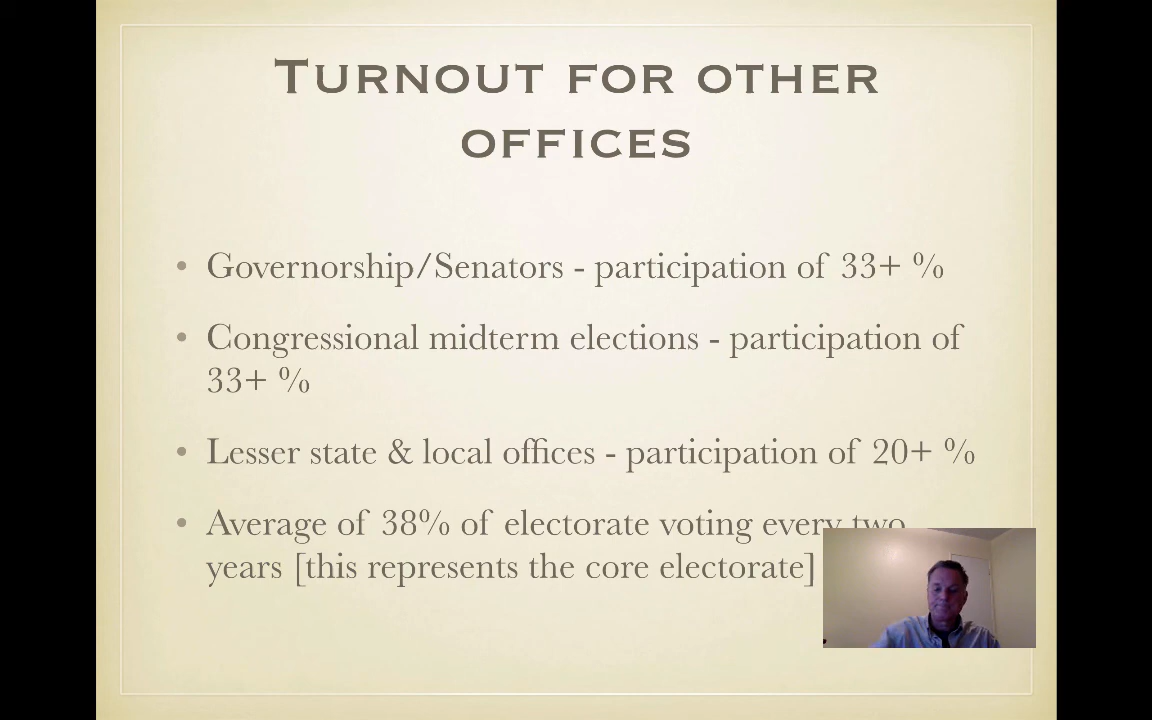 TURNOUT FOR OTHER
OFFICES
• Governorship/Senators - participation of 33+ %
• Congressional midterm elections - participation of
33+ %
• Lesser state & local offices - participation of 20+ %
• Average of 38% of electorate voting every two
years [this represents the core electorate]